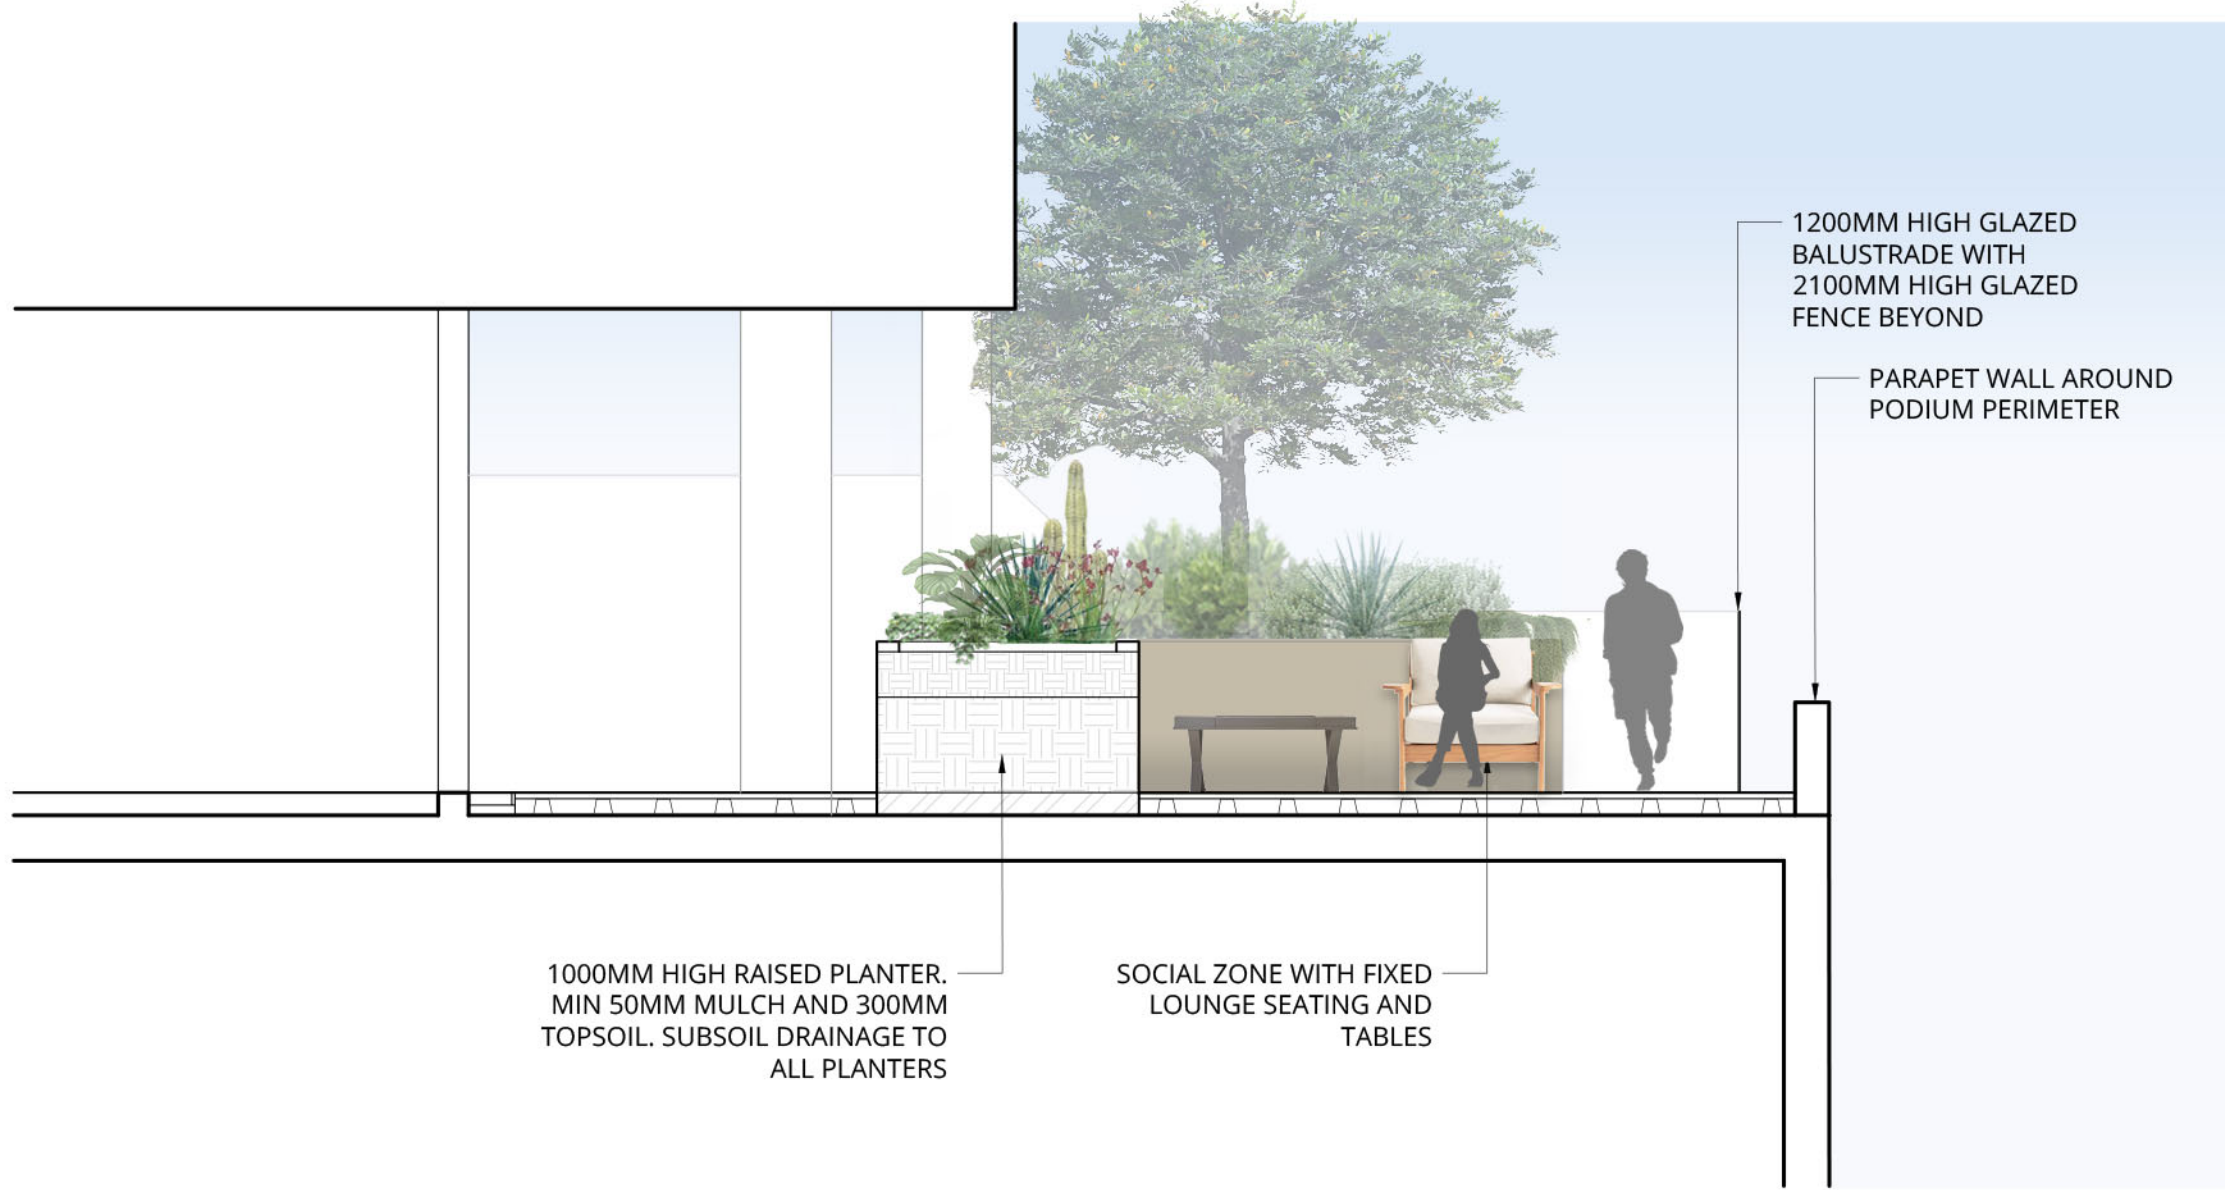 1200MM HIGH GLAZED
BALUSTRADE WITH
2100MM HIGH GLAZED
FENCE BEYOND
PARAPET WALL AROUND
PODIUM PERIMETER
1000MM HIGH RAISED PLANTER.
MIN 50MM MULCH AND 300MM
TOPSOIL. SUBSOIL DRAINAGE TO
ALL PLANTERS
SOCIAL ZONE WITH FIXED
LOUNGE SEATING AND
TABLES